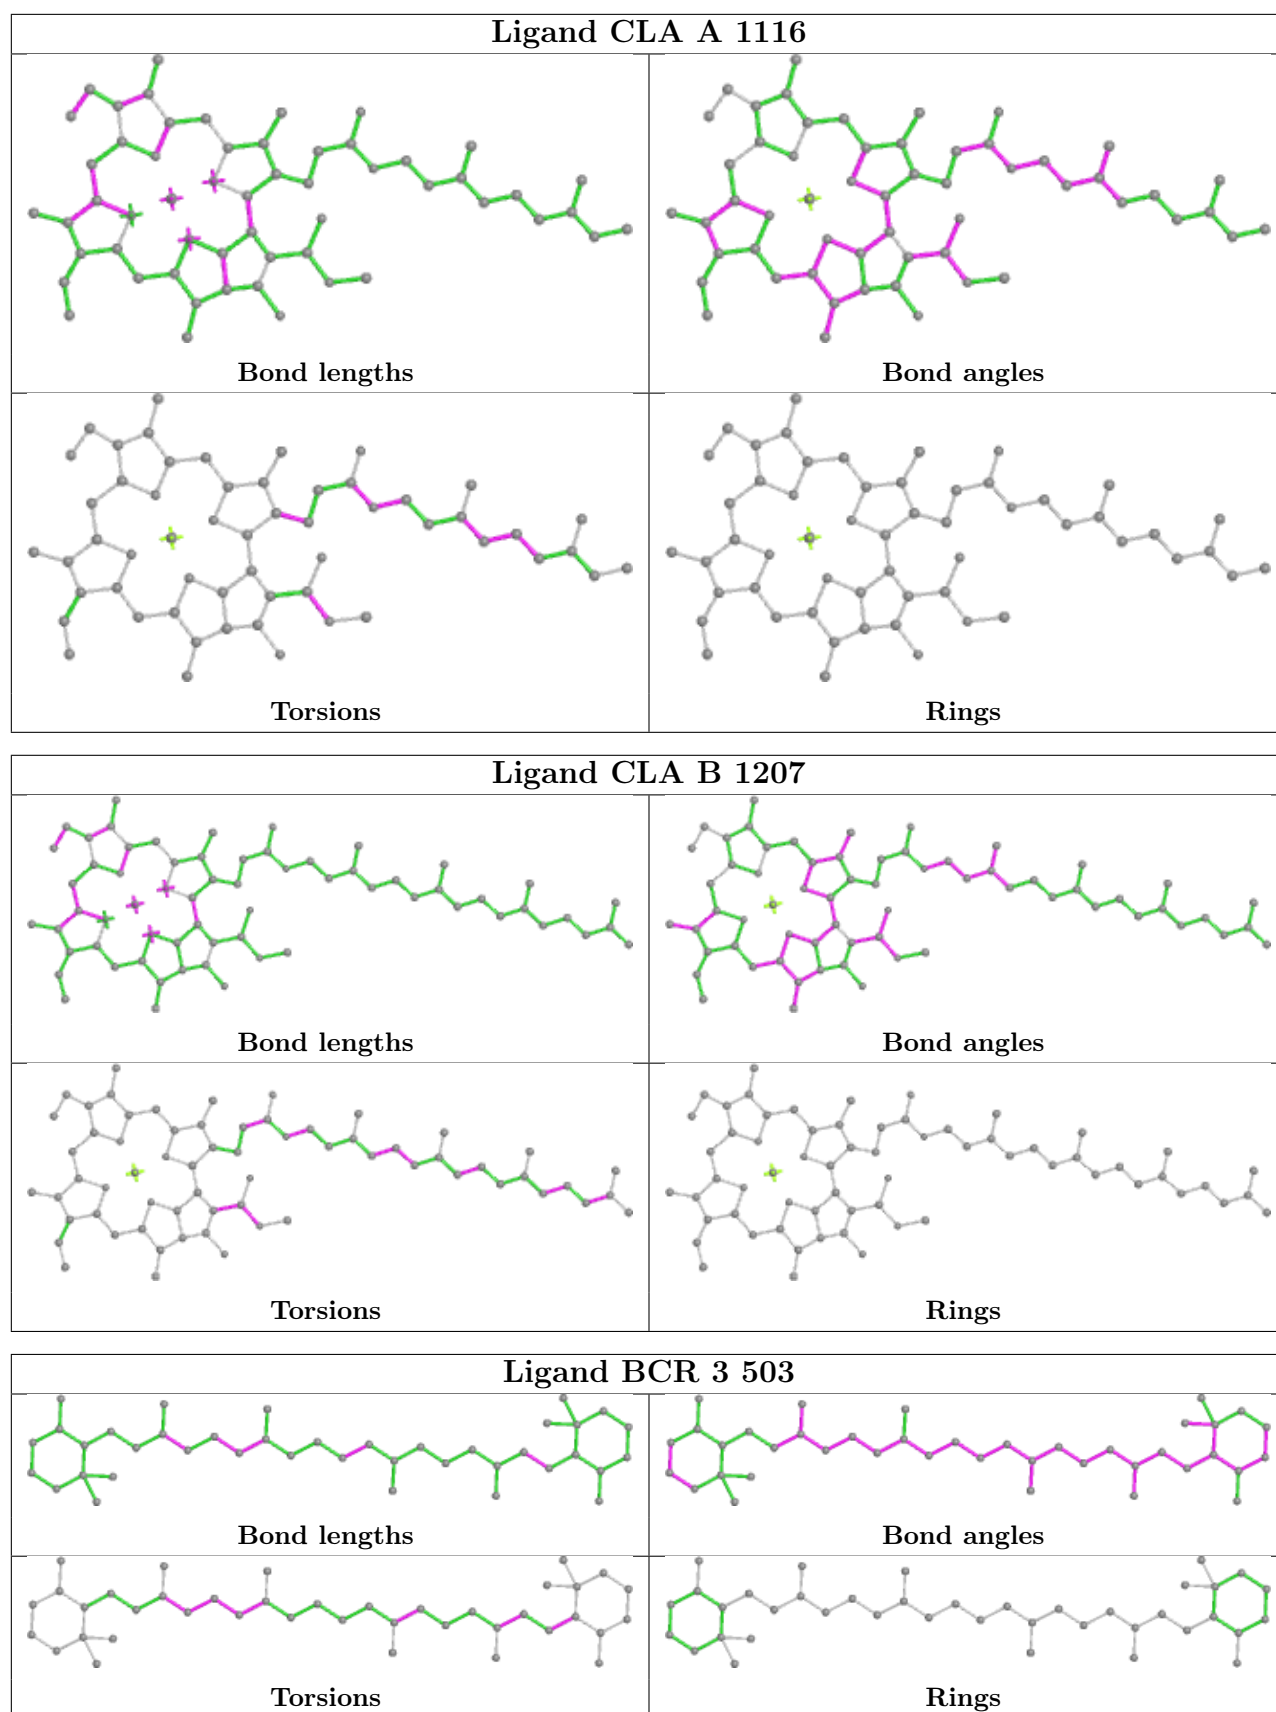 Ligand CLA A 1116
Bond lengths
Bond angles
Torsions
Rings
Ligand CLA B 1207
Bond lengths
Bond angles
Torsions
Rings
Ligand BCR 3 503
Bond lengths
Bond angles
Torsions
Rings